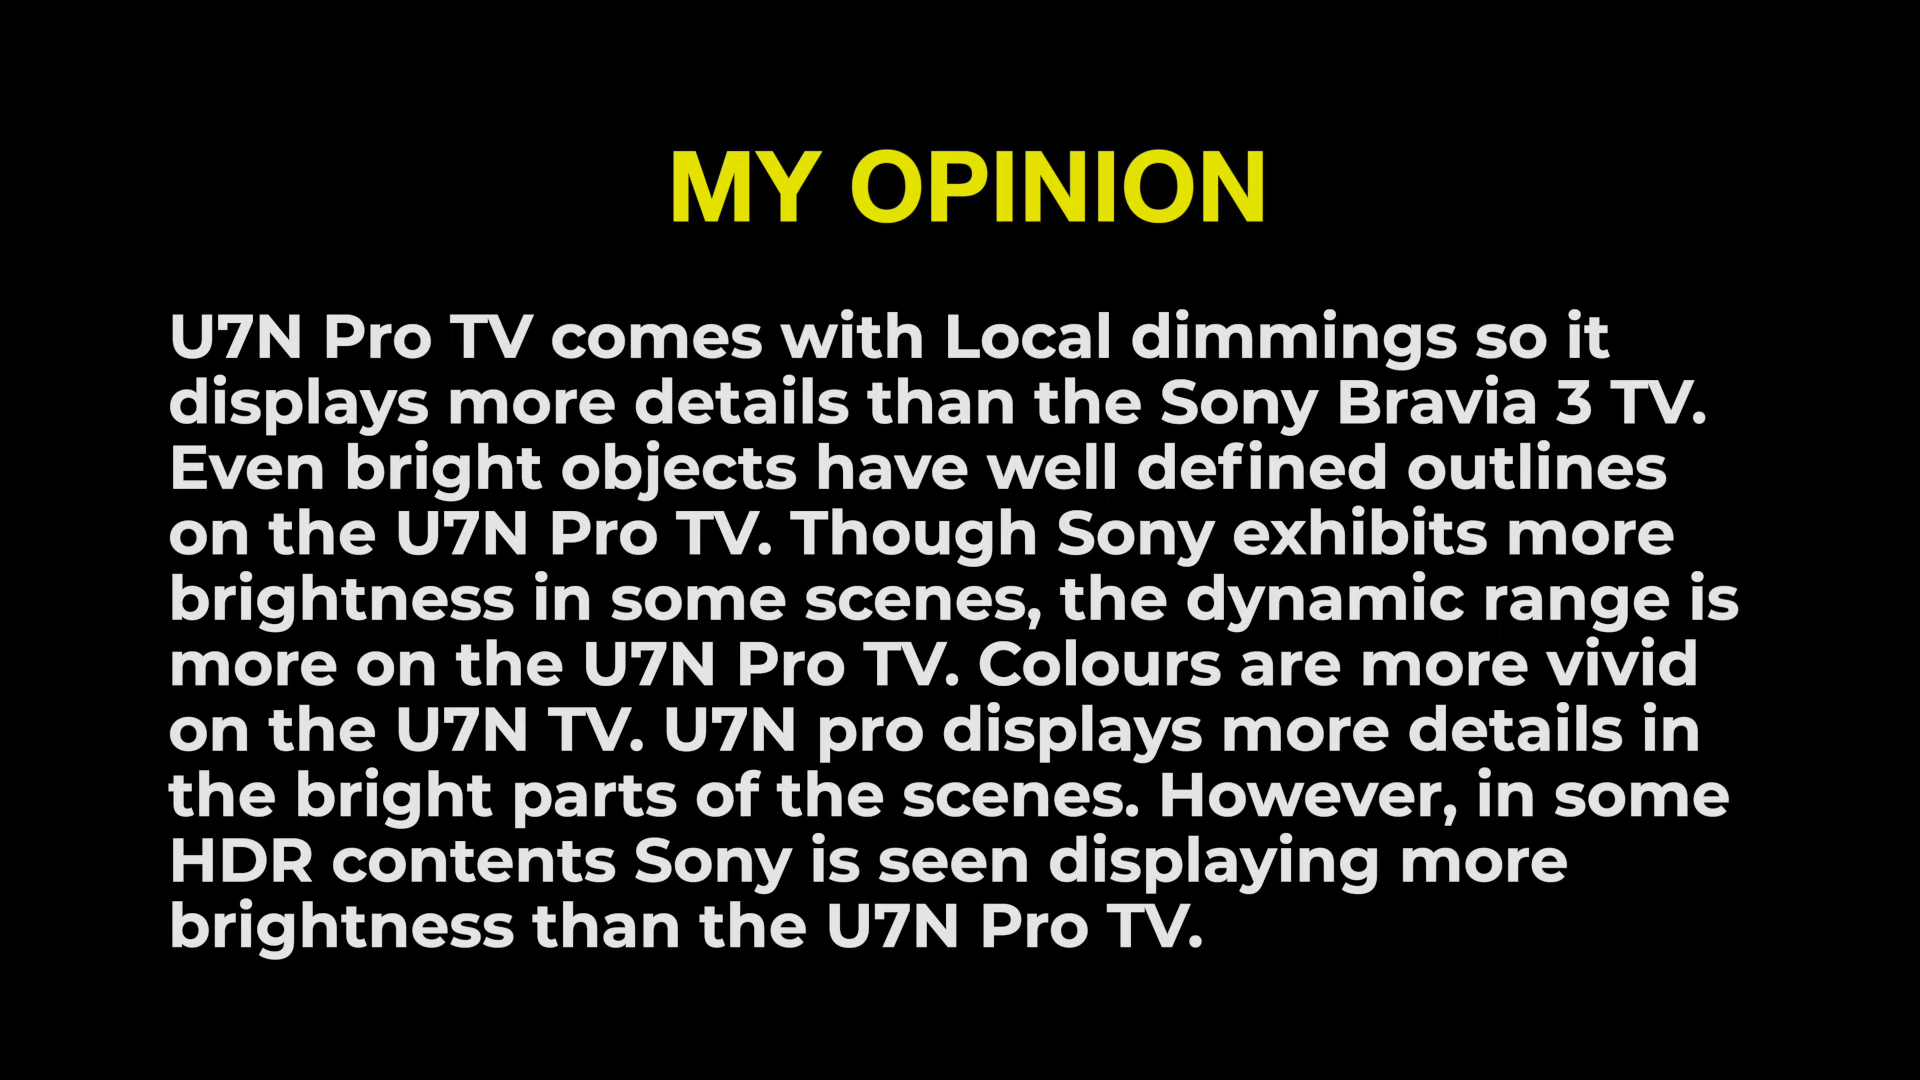 MY OPINION
U7N Pro TV comes with Local dimmings so it
displays more details than the Sony Bravia 3 TV.
Even bright objects have well defined outlines
on the U7N Pro TV. Though Sony exhibits more
brightness in some scenes, the dynamic range is
more on the U7N Pro TV. Colours are more vivid
on the U7N TV. U7N pro displays more details in
the bright parts of the scenes. However, in some
HDR contents Sony is seen displaying more
brightness than the U7N Pro TV.